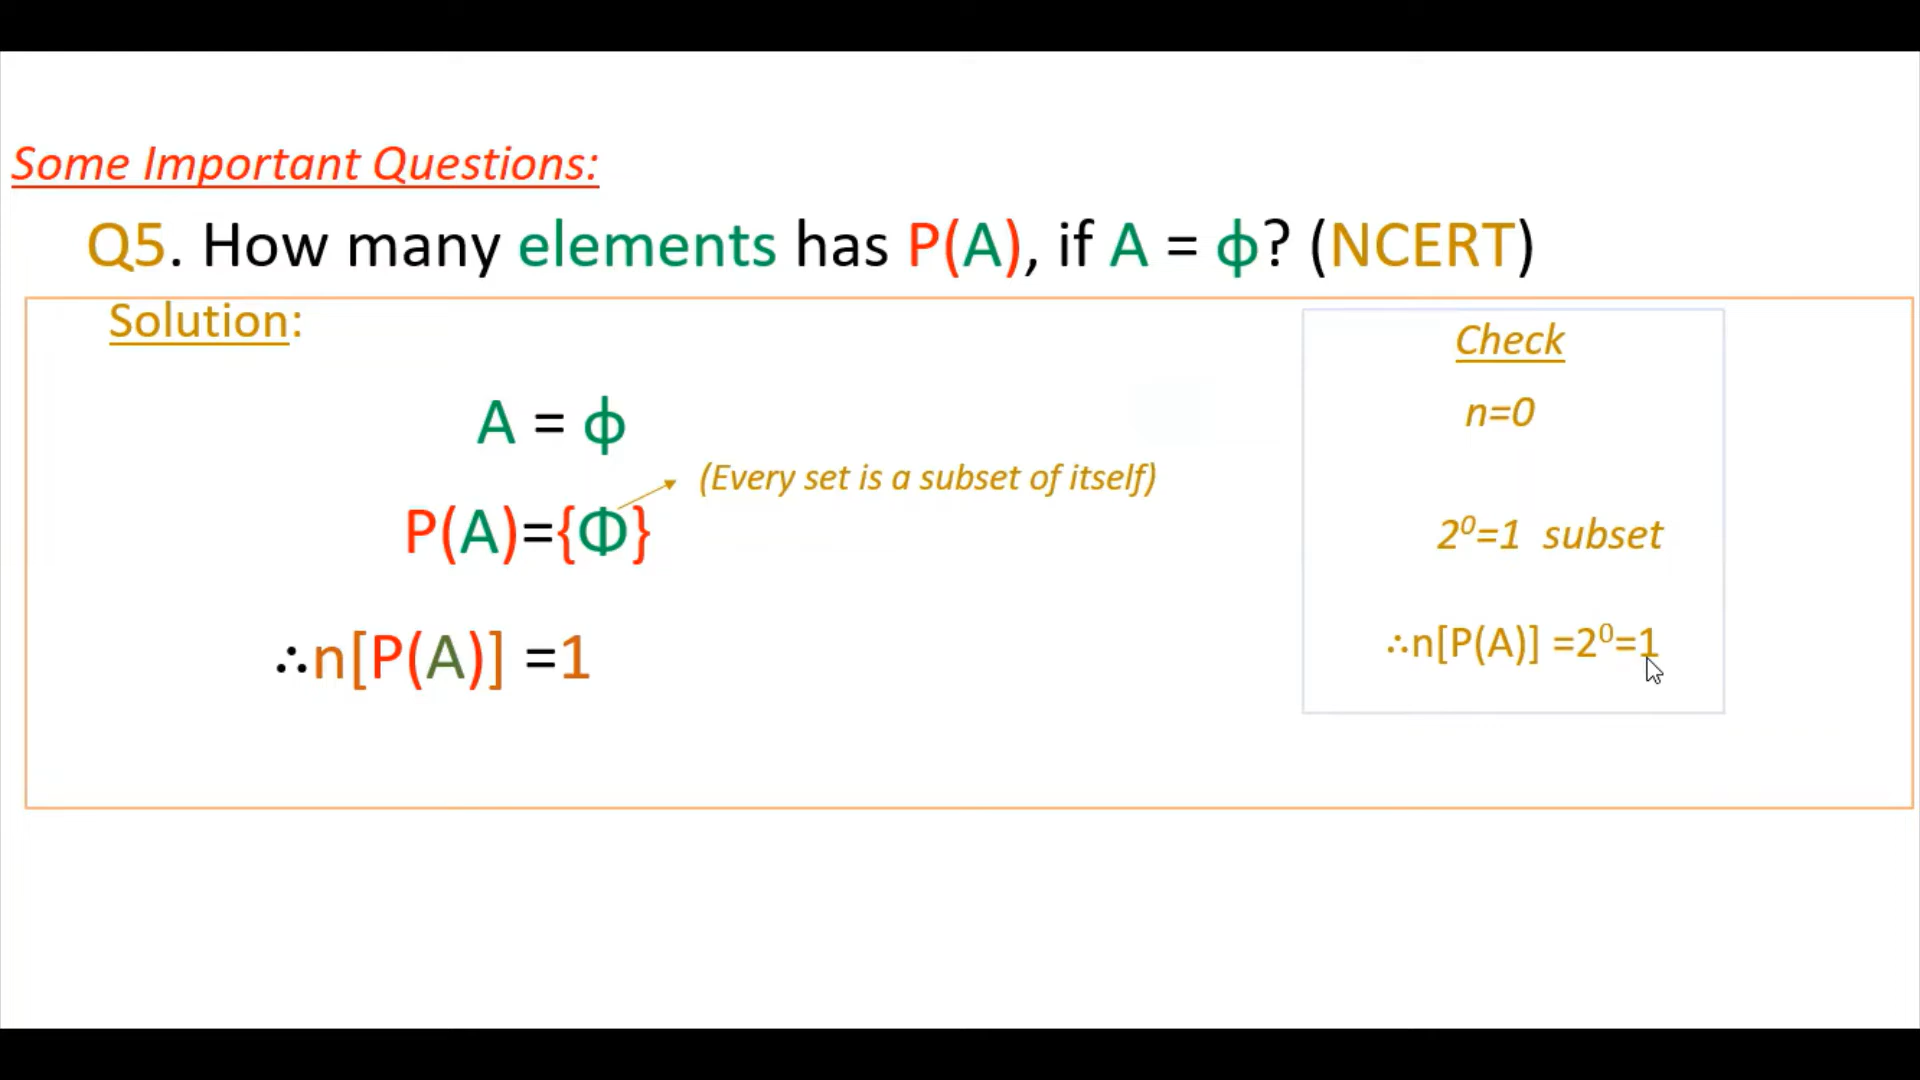 Some Important Questions:
Q5. How many elements has P(A), if A = ϕ? (NCERT)
Solution:
A = ϕ
(Every set is a subset of itself)
P(A)={Φ}
∴n[P(A)] =1
Check
n=0
2⁰=1 subset
∴n[P(A)] =2⁰=1